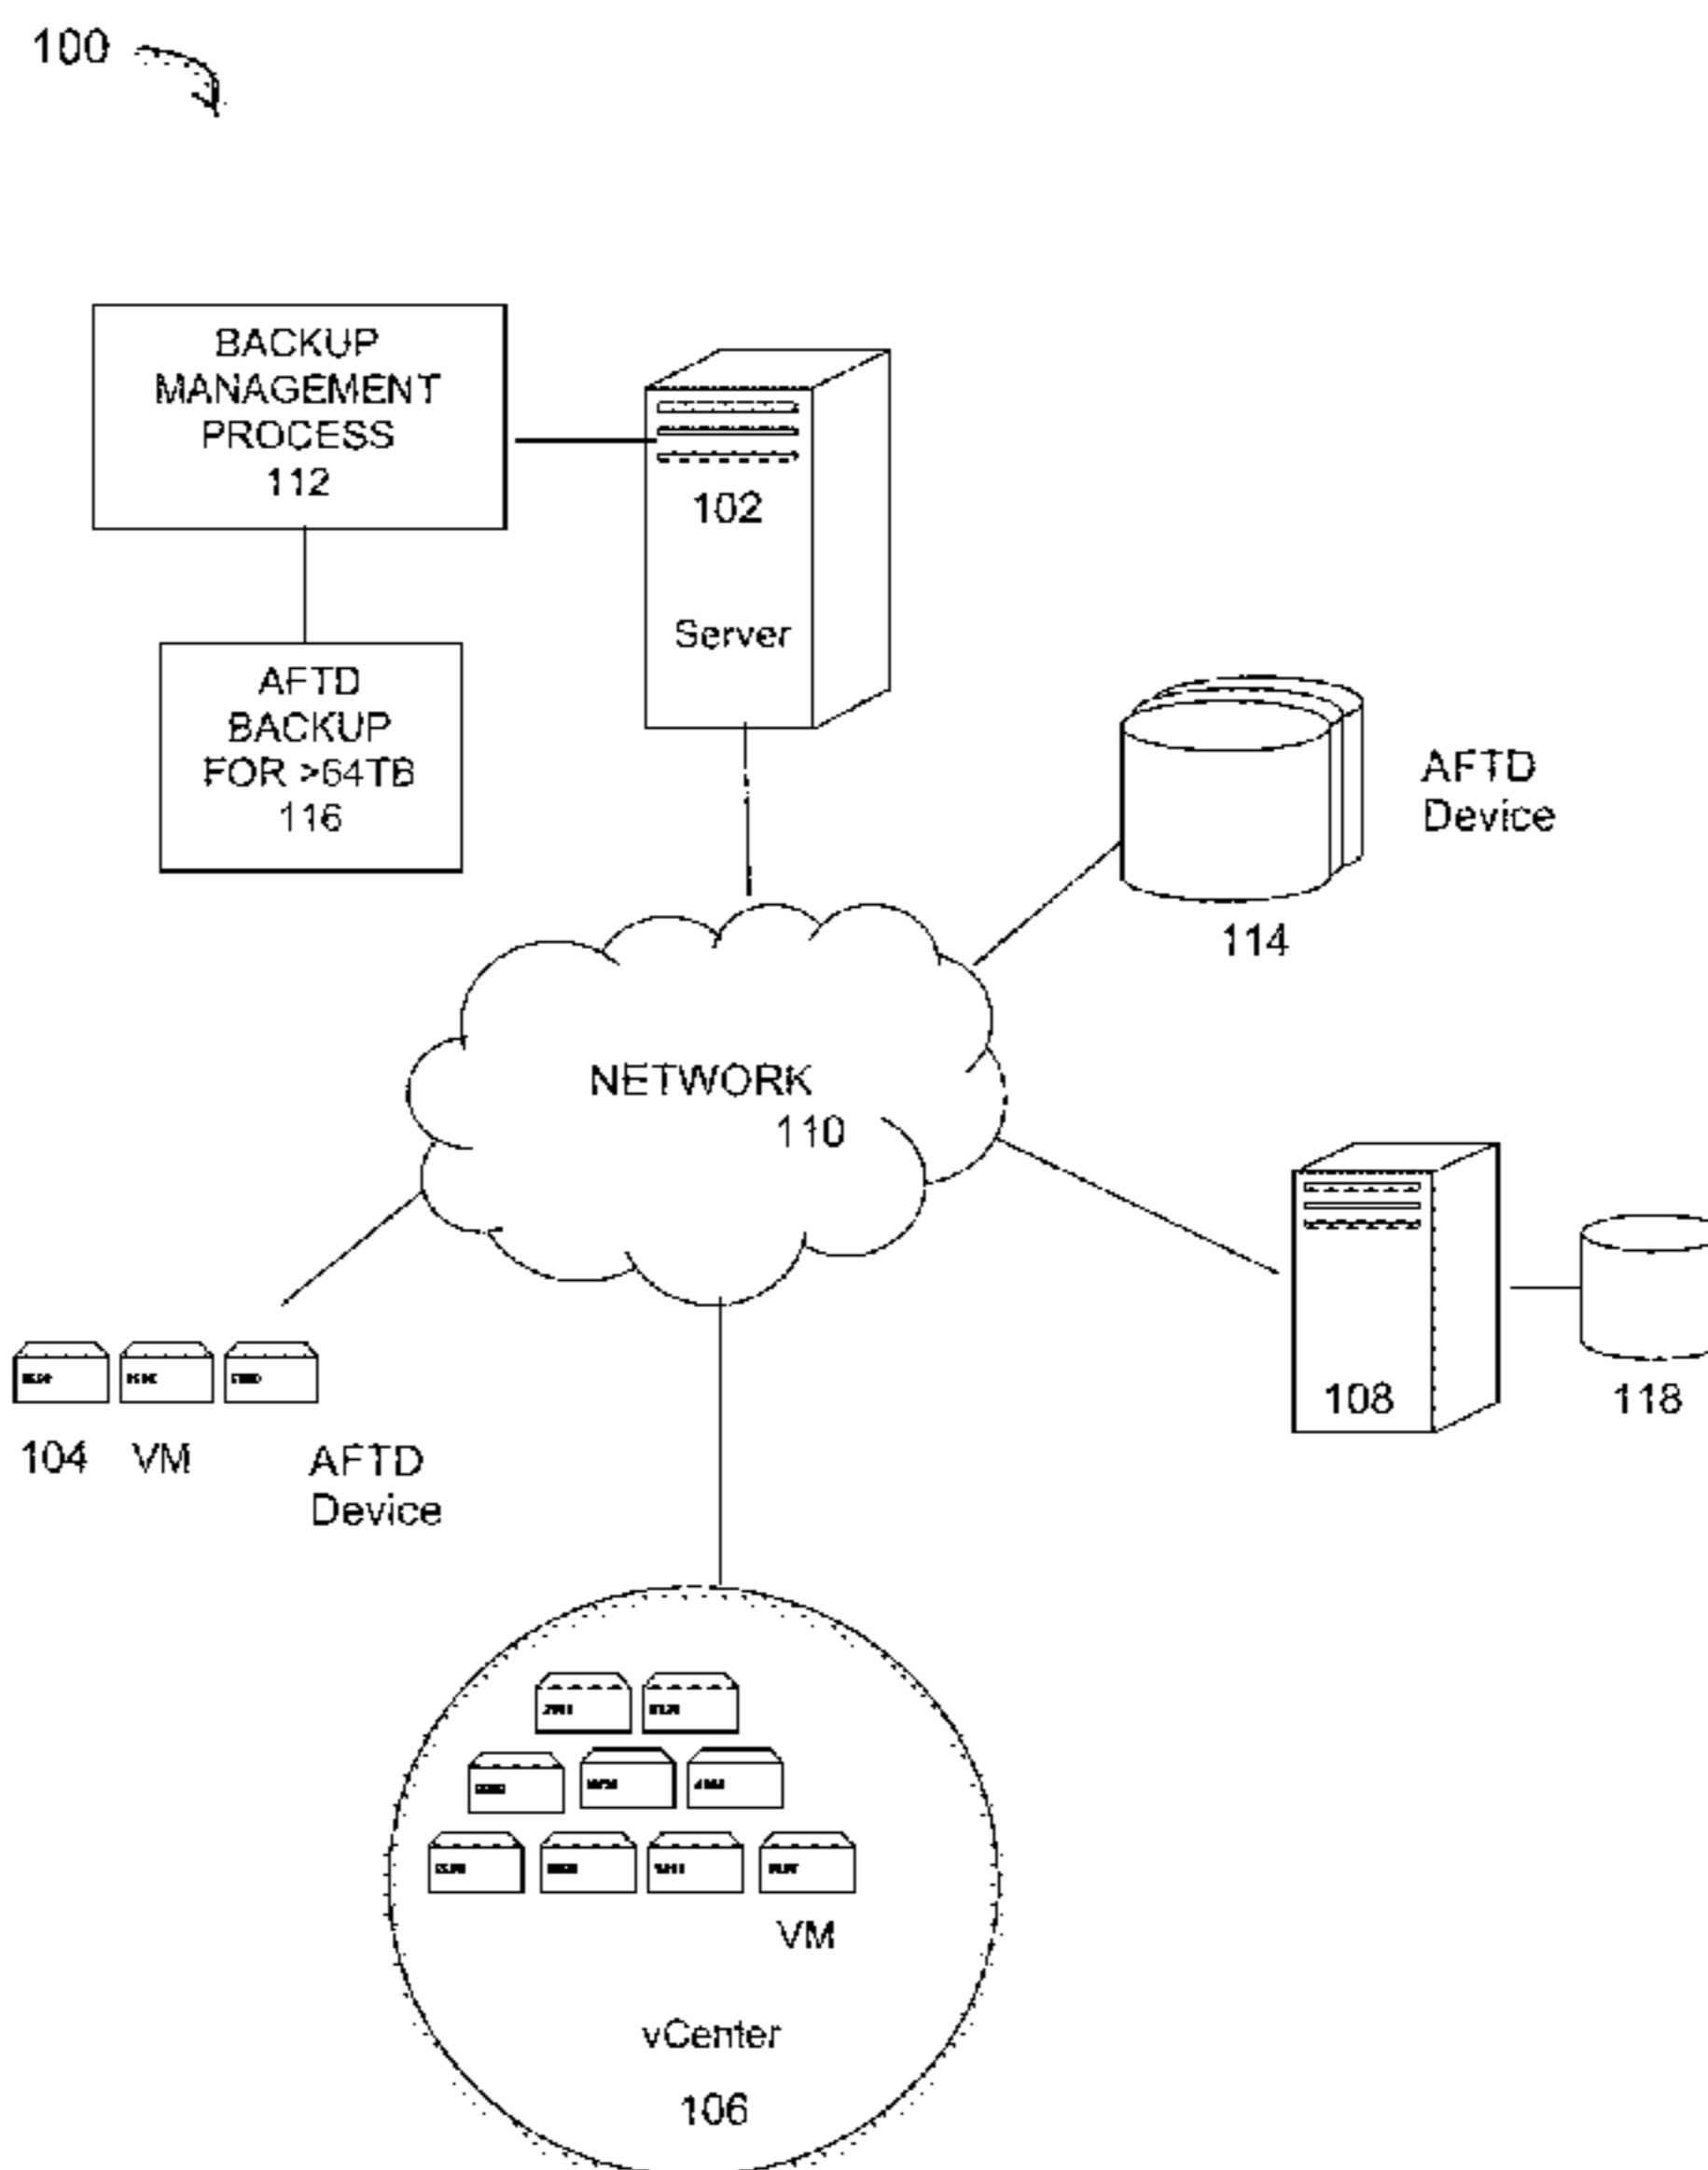 100
BACKUP
MANAGEMENT
PROCESS
112
102
Server
AFTD
BACKUP
FOR >64TB
116
AFTD
Device
114
NETWORK
110
108
118
104 VM
AFTD
Device
VM
vCenter
106